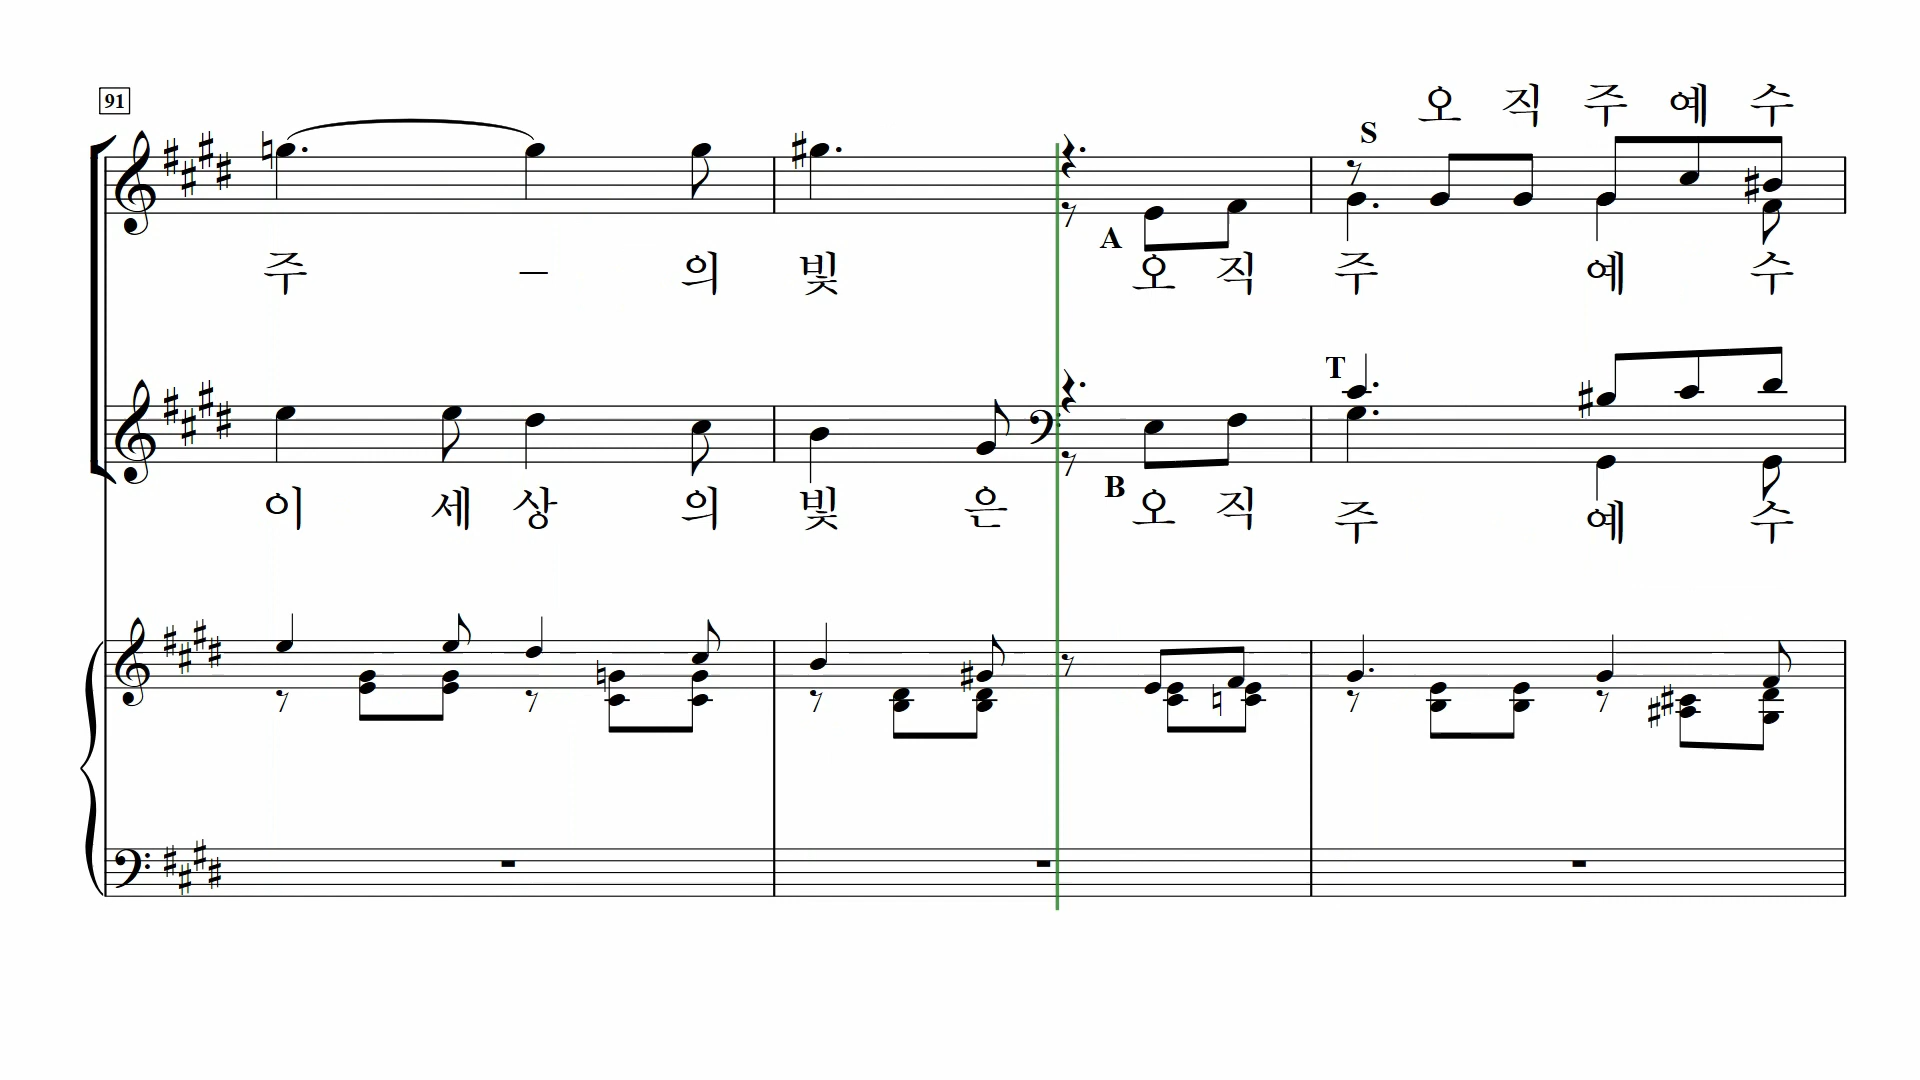 91
오 직 주 예 수
S
A
주 – 의 빛 오 직 주 예 수
T
B
이 세 상 의 빛 은 오 직 주 예 수